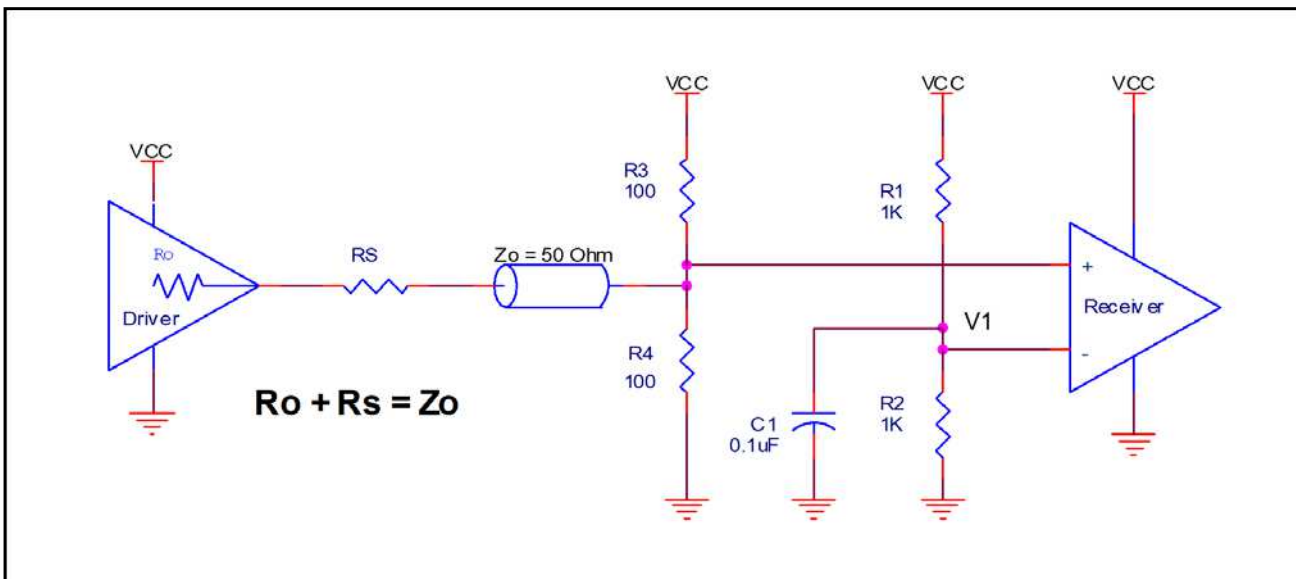 VCC
VCC
VCC
VCC
R3
100
R1
1K
Ro
RS
Zo = 50 Ohm
+
Driver
Receiver
V1
-
R4
100
Ro + Rs = Zo
C1
0.1uF
R2
1K